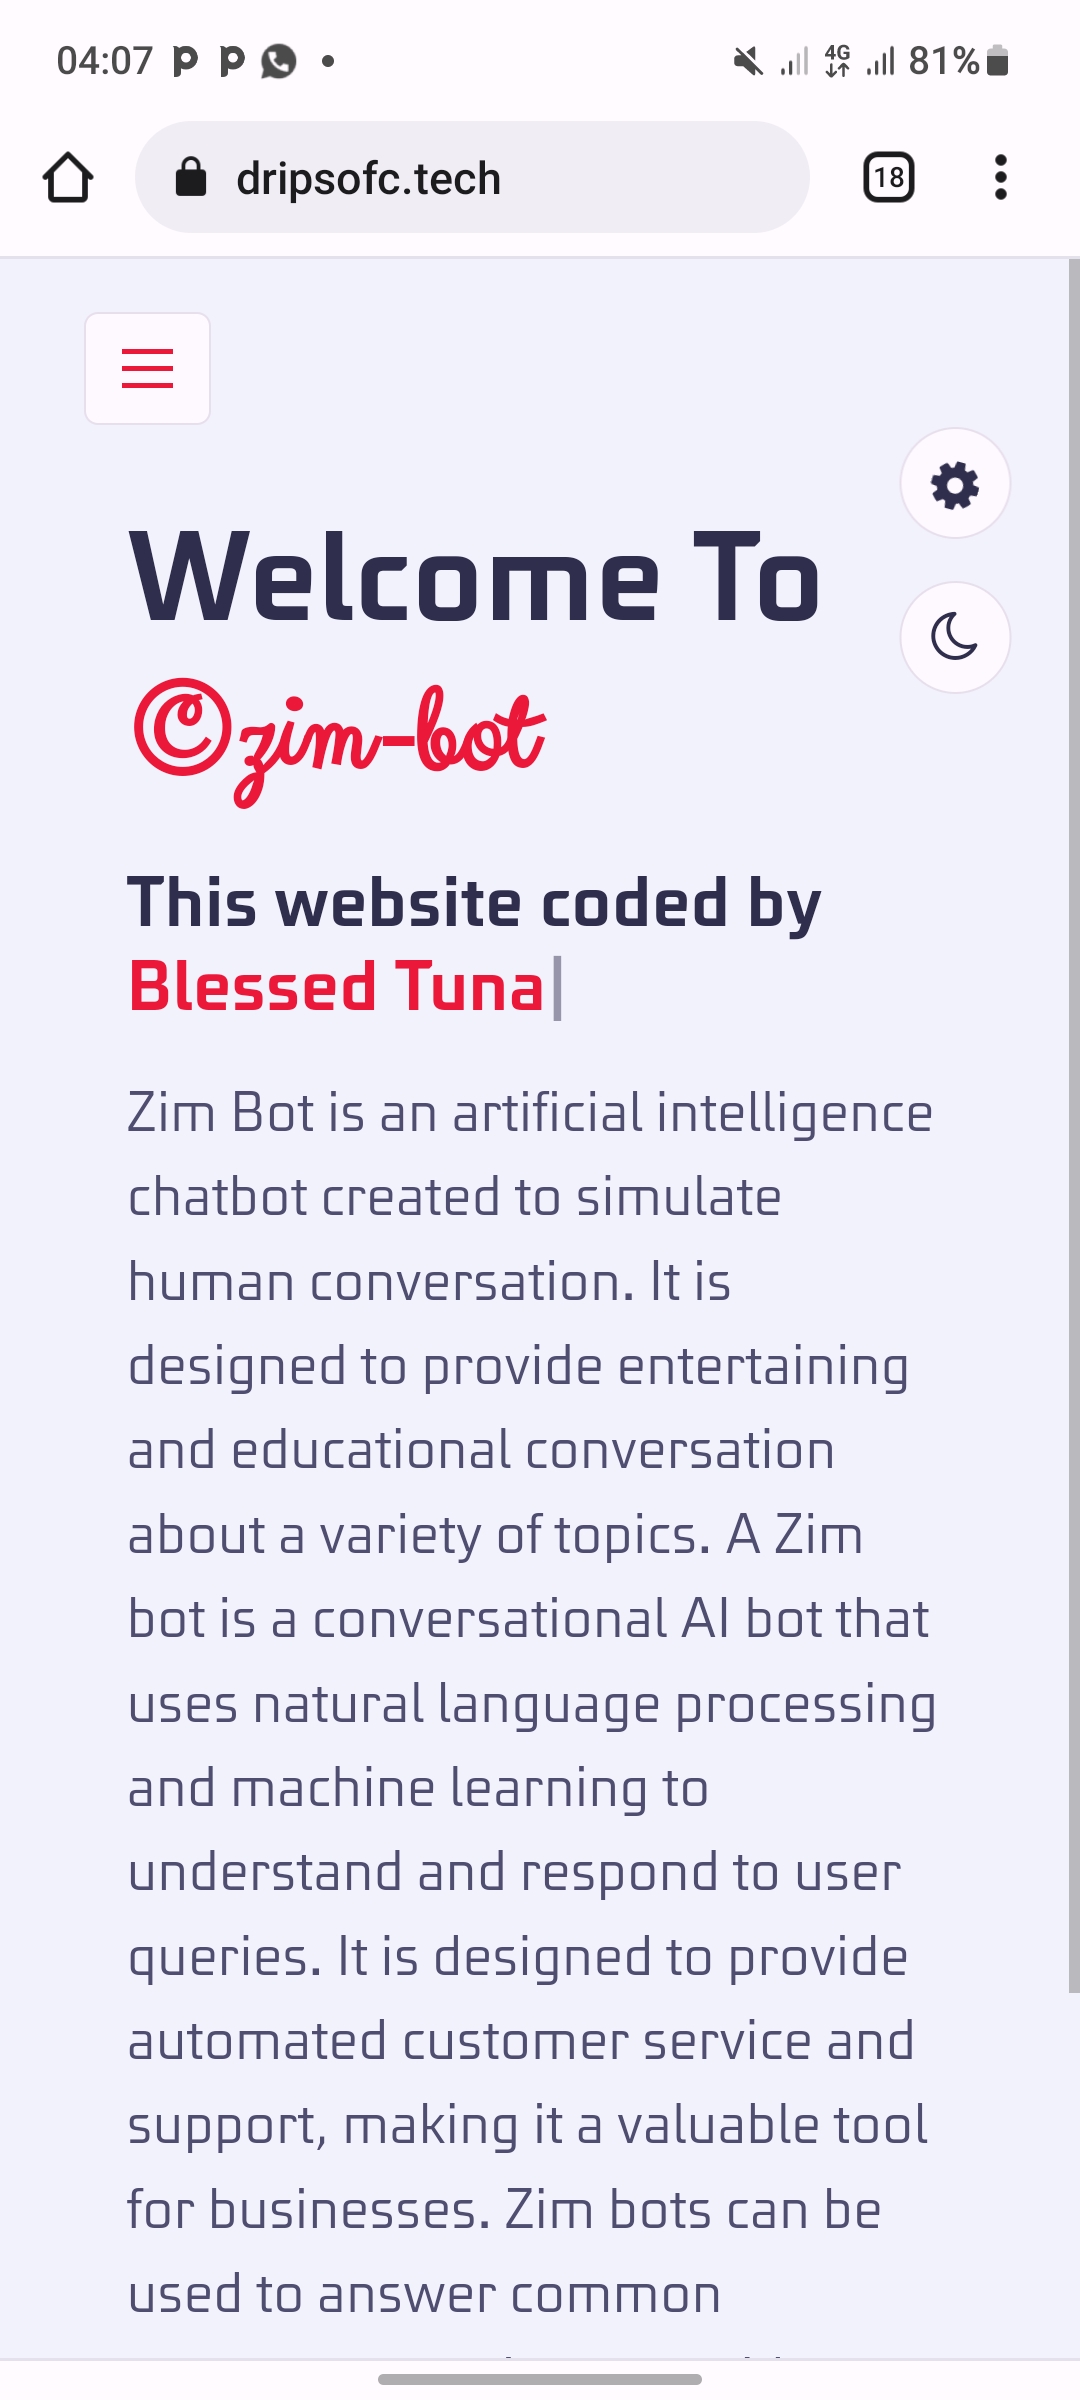 04:07
4G
81%
dripsofc.tech
18
Welcome To
©zim-bot
This website coded by
Blessed Tuna|
Zim Bot is an artificial intelligence
chatbot created to simulate
human conversation. It is
designed to provide entertaining
and educational conversation
about a variety of topics. A Zim
bot is a conversational AI bot that
uses natural language processing
and machine learning to
understand and respond to user
queries. It is designed to provide
automated customer service and
support, making it a valuable tool
for businesses. Zim bots can be
used to answer common